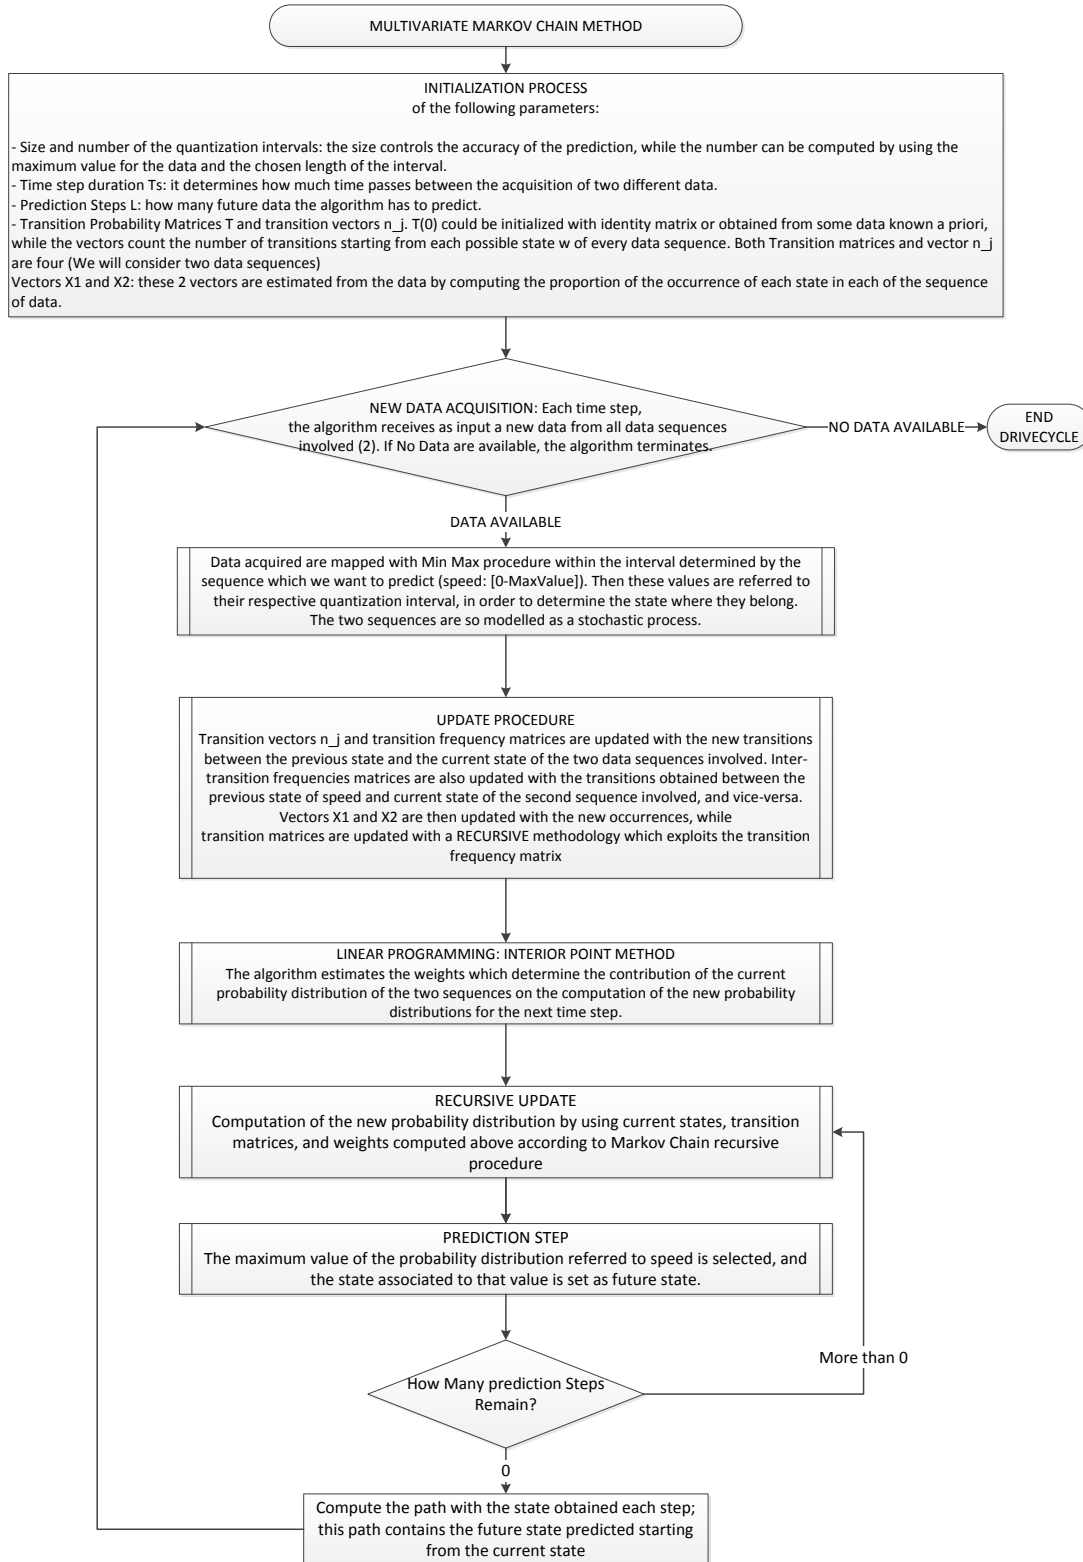 MULTIVARIATE MARKOV CHAIN METHOD
INITIALIZATION PROCESS
of the following parameters:
- Size and number of the quantization intervals: the size controls the accuracy of the prediction, while the number can be computed by using the
maximum value for the data and the chosen length of the interval.
- Time step duration Ts: it determines how much time passes between the acquisition of two different data.
- Prediction Steps L: how many future data the algorithm has to predict.
- Transition Probability Matrices T and transition vectors n_j. T(0) could be initialized with identity matrix or obtained from some data known a priori,
while the vectors count the number of transitions starting from each possible state w of every data sequence. Both Transition matrices and vector n_j
are four (We will consider two data sequences)
Vectors X1 and X2: these 2 vectors are estimated from the data by computing the proportion of the occurrence of each state in each of the sequence
of data.
NEW DATA ACQUISITION: Each time step,
the algorithm receives as input a new data from all data sequences
involved (2). If No Data are available, the algorithm terminates.
NO DATA AVAILABLE
END
DRIVECYCLE
DATA AVAILABLE
Data acquired are mapped with Min Max procedure within the interval determined by the
sequence which we want to predict (speed: [0-MaxValue]). Then these values are referred to
their respective quantization interval, in order to determine the state where they belong.
The two sequences are so modelled as a stochastic process.
UPDATE PROCEDURE
Transition vectors n_j and transition frequency matrices are updated with the new transitions
between the previous state and the current state of the two data sequences involved. Inter-
transition frequencies matrices are also updated with the transitions obtained between the
previous state of speed and current state of the second sequence involved, and vice-versa.
Vectors X1 and X2 are then updated with the new occurrences, while
transition matrices are updated with a RECURSIVE methodology which exploits the transition
frequency matrix
LINEAR PROGRAMMING: INTERIOR POINT METHOD
The algorithm estimates the weights which determine the contribution of the current
probability distribution of the two sequences on the computation of the new probability
distributions for the next time step.
RECURSIVE UPDATE
Computation of the new probability distribution by using current states, transition
matrices, and weights computed above according to Markov Chain recursive
procedure
PREDICTION STEP
The maximum value of the probability distribution referred to speed is selected, and
the state associated to that value is set as future state.
More than 0
How Many prediction Steps
Remain?
0
Compute the path with the state obtained each step;
this path contains the future state predicted starting
from the current state